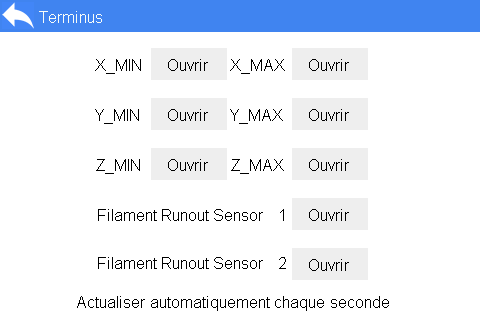 Terminus
X_MIN Ouvrir X_MAX Ouvrir
Y_MIN Ouvrir Y_MAX Ouvrir
Z_MIN Ouvrir Z_MAX Ouvrir
Filament Runout Sensor 1 Ouvrir
Filament Runout Sensor 2 Ouvrir
Actualiser automatiquement chaque seconde